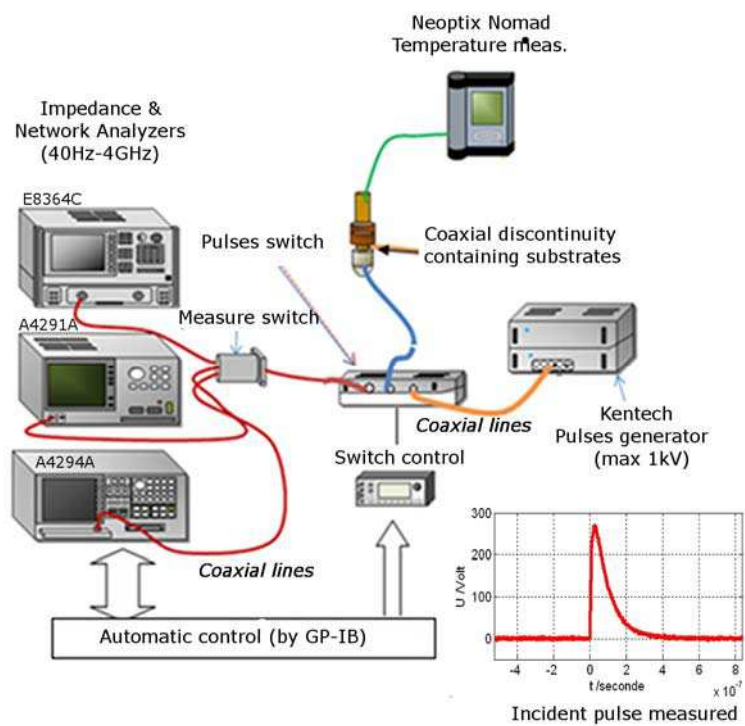 Neoptix Nomad
Temperature meas.
Impedance &
Network Analyzers
(40Hz-4GHz)
E8364C
Pulses switch
Coaxial discontinuity
containing substrates
Measure switch
A4291A
Coaxial lines
Kentech
Pulses generator
(max 1kV)
Switch control
A4294A
Coaxial lines
Automatic control (by GP-IB)
U /Volt
300
200
100
0
-4 -2 0 2 4 6 8
x 10-7
t /seconde
Incident pulse measured